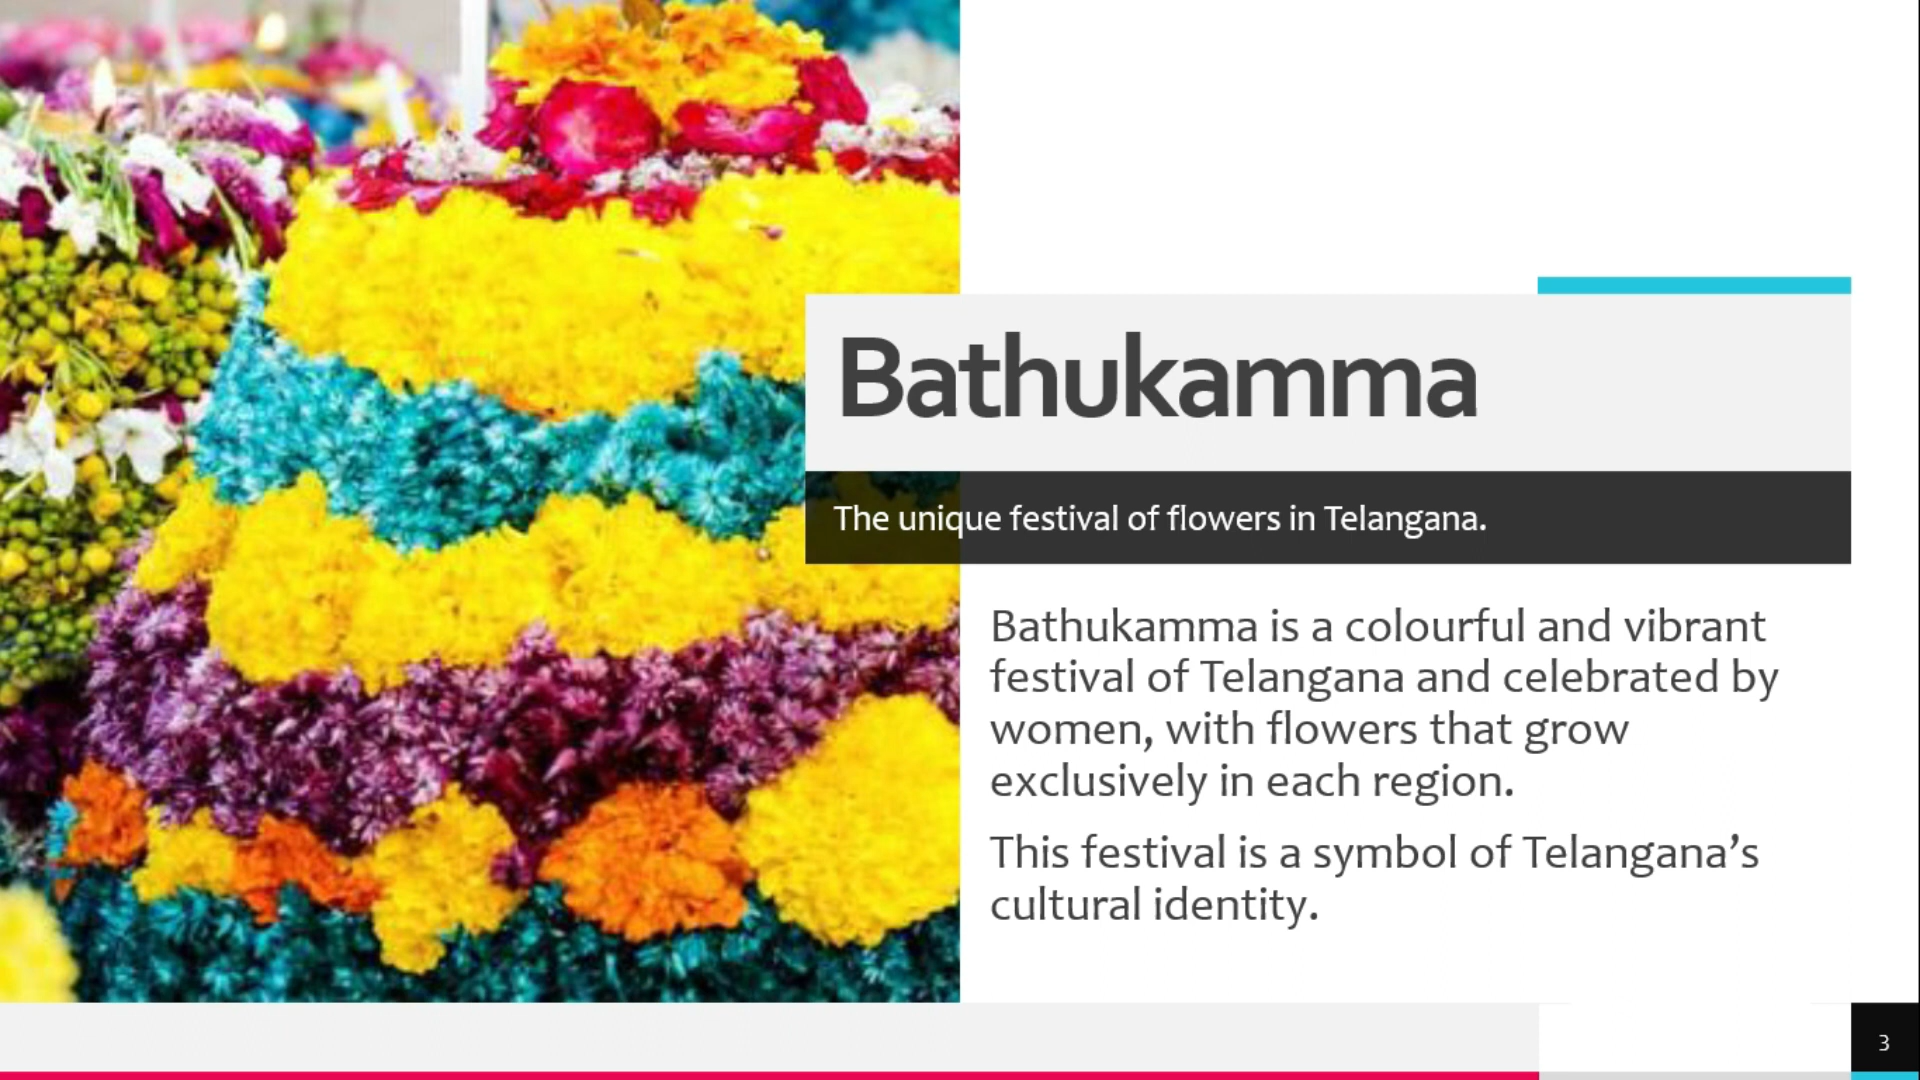 Bathukamma
The unique festival of flowers in Telangana.
Bathukamma is a colourful and vibrant
festival of Telangana and celebrated by
women, with flowers that grow
exclusively in each region.
This festival is a symbol of Telangana’s
cultural identity.
3